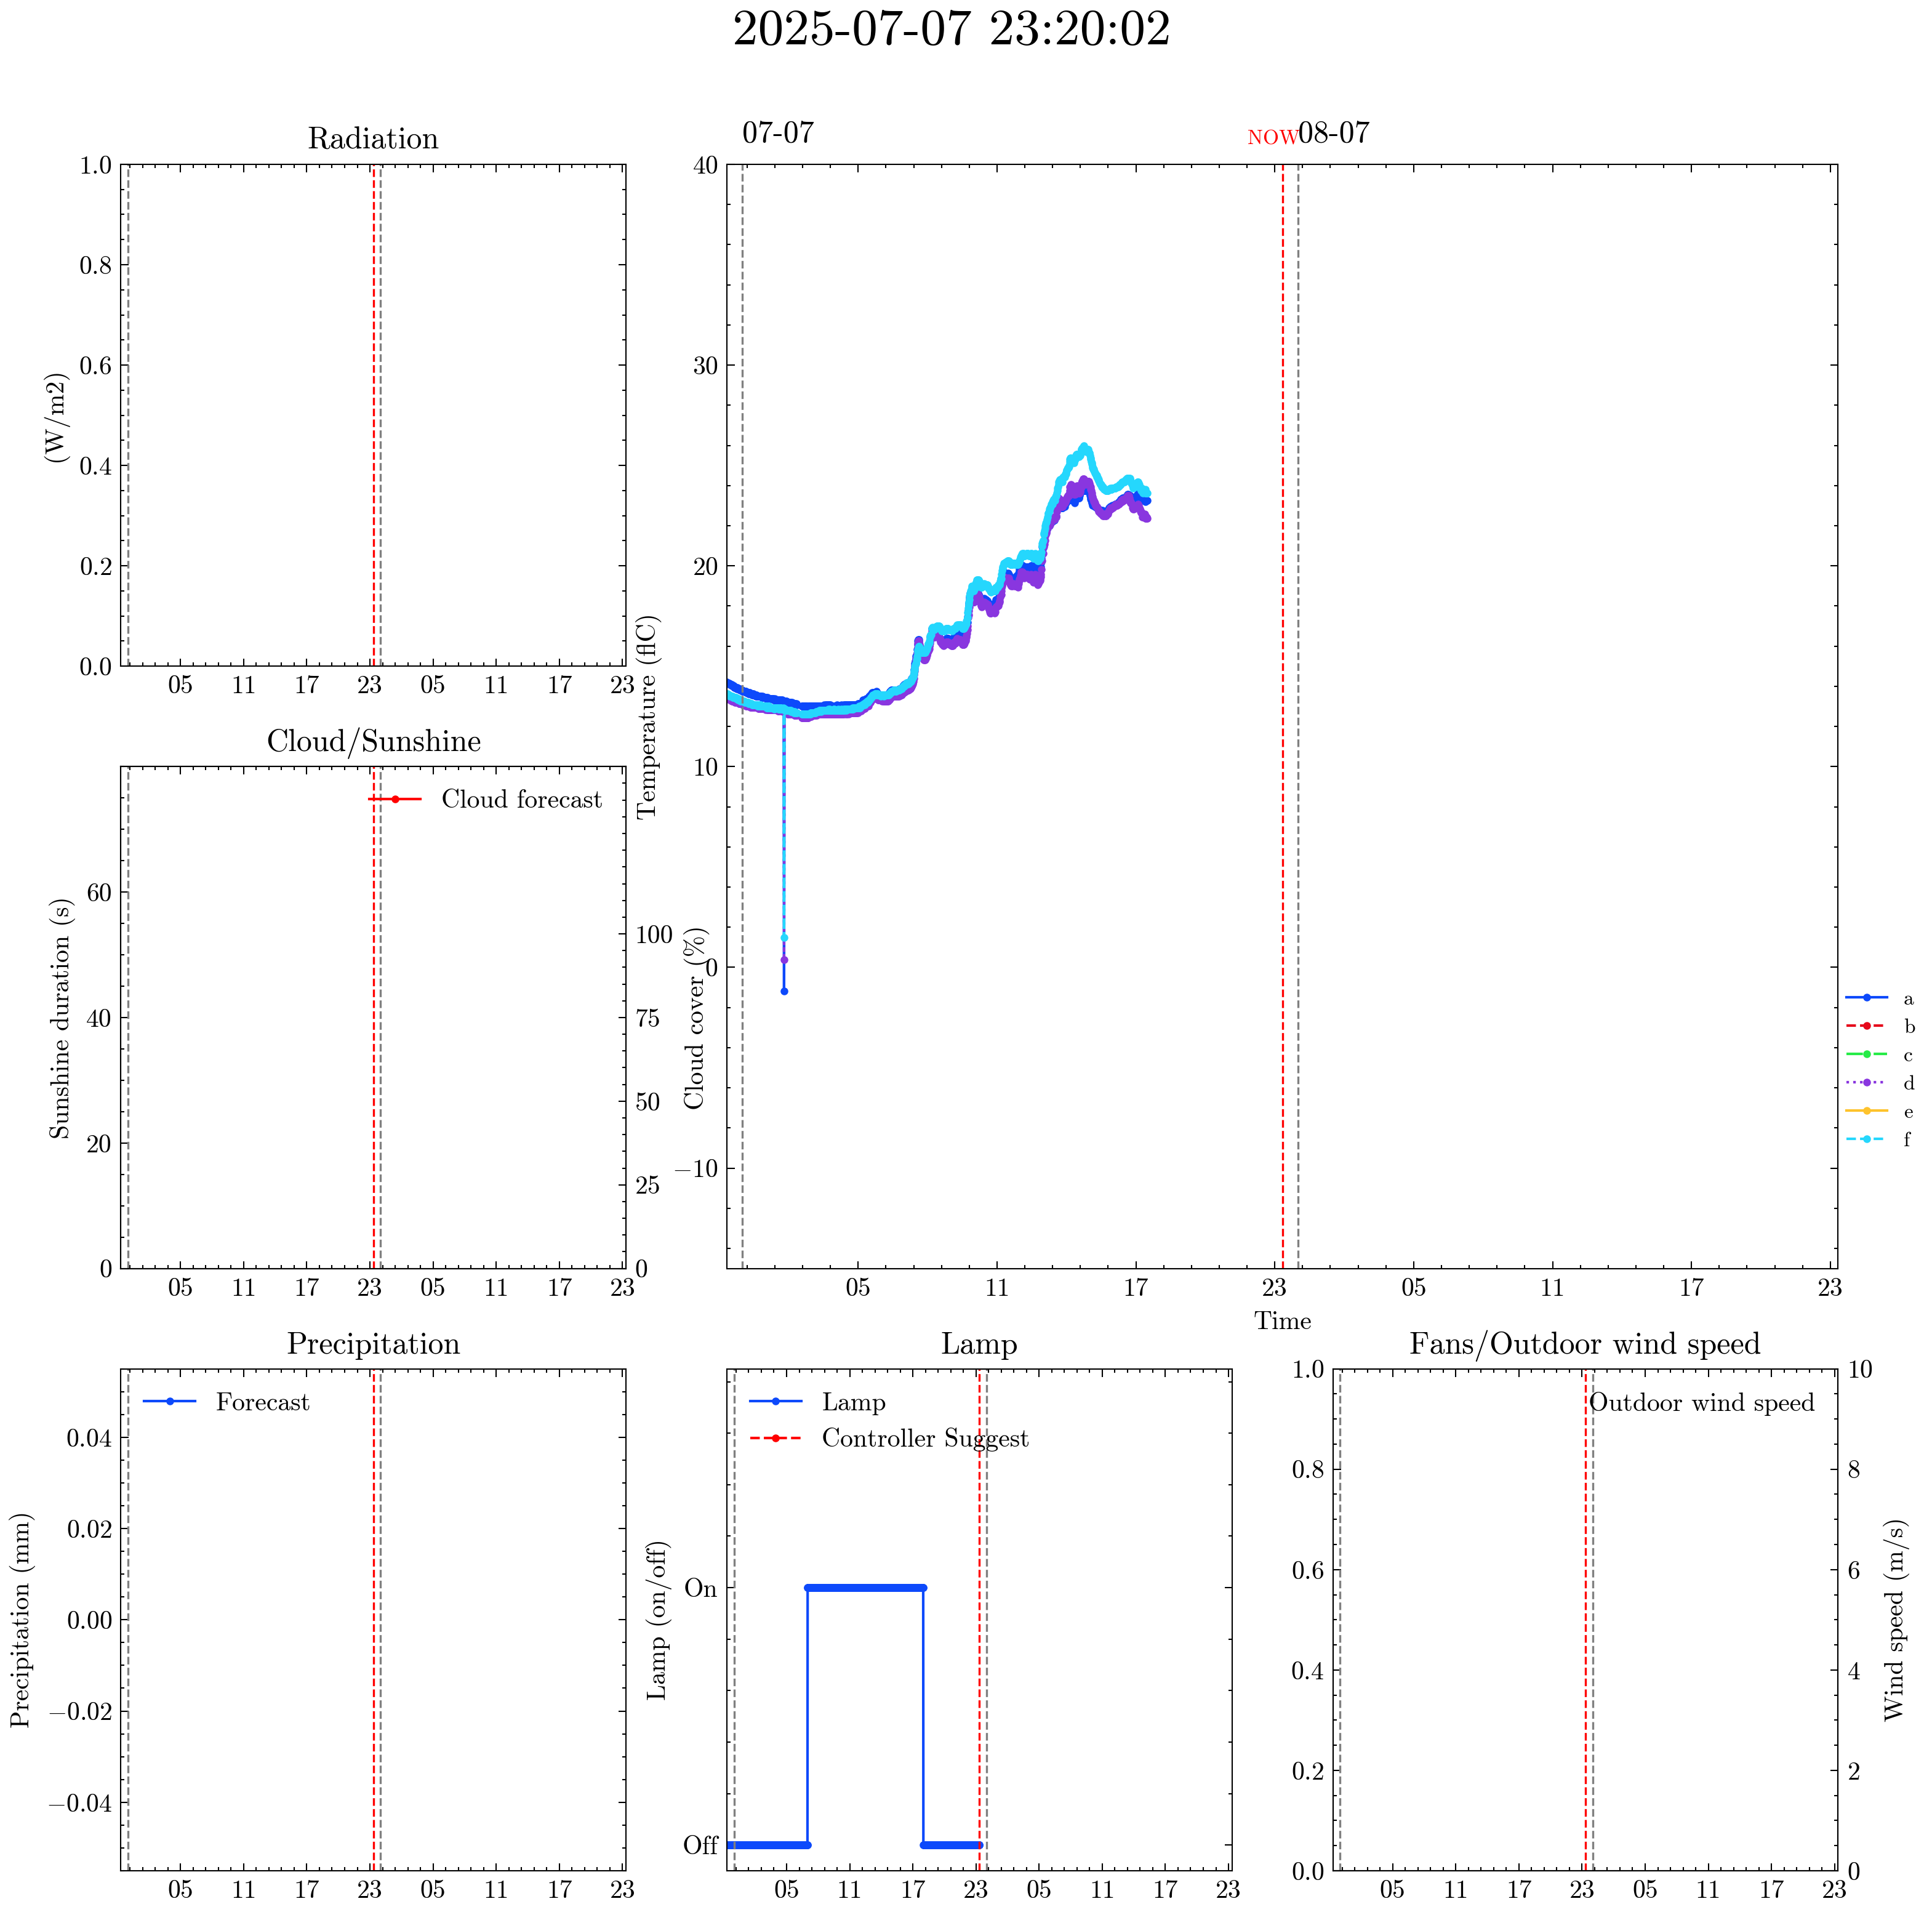 2025-07-07 23:20:02
Radiation
1.0
0.8
0.6
0.4
0.2
0.0
(W/m2)
05 11 17 23 05 11 17 23
07-07
NOW
08-07
40
30
20
10
0
−10
Temperature (flC)
05 11 17 23 05 11 17 23
Time
a
b
c
d
e
f
Cloud/Sunshine
Cloud forecast
60
40
20
0
Sunshine duration (s)
100
75
50
25
0
Cloud cover (%)
05 11 17 23 05 11 17 23
Precipitation
Forecast
0.04
0.02
0.00
−0.02
−0.04
Precipitation (mm)
05 11 17 23 05 11 17 23
Lamp
Lamp
Controller Suggest
On
Off
Lamp (on/off)
05 11 17 23 05 11 17 23
Fans/Outdoor wind speed
Outdoor wind speed
1.0
0.8
0.6
0.4
0.2
0.0
10
8
6
4
2
0
Wind speed (m/s)
05 11 17 23 05 11 17 23